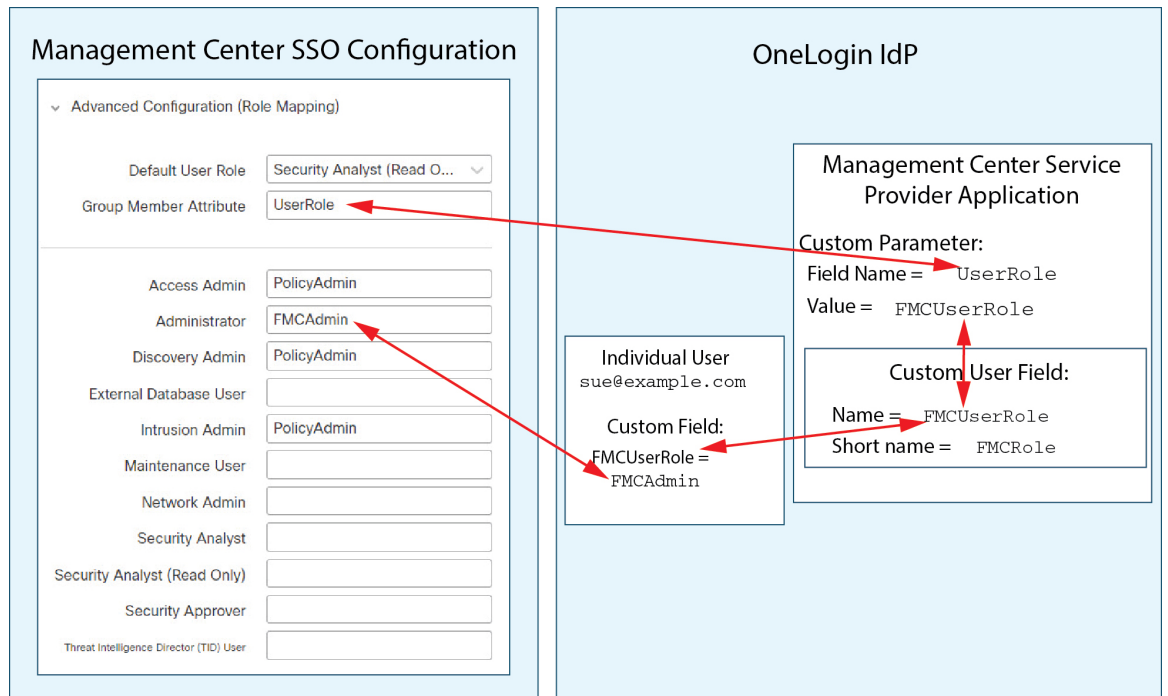 Management Center SSO Configuration
Advanced Configuration (Role Mapping)
Default User Role Security Analyst (Read O...
Group Member Attribute UserRole
Access Admin PolicyAdmin
Administrator FMCAdmin
Discovery Admin PolicyAdmin
External Database User
Intrusion Admin PolicyAdmin
Maintenance User
Network Admin
Security Analyst
Security Analyst (Read Only)
Security Approver
Threat Intelligence Director (TID) User
OneLogin IdP
Management Center Service
Provider Application
Custom Parameter:
Field Name = UserRole
Value = FMCUserRole
Custom User Field:
Name = FMCUserRole
Short name = FMCRole
Individual User
sue@example.com
Custom Field:
FMCUserRole =
FMCAdmin